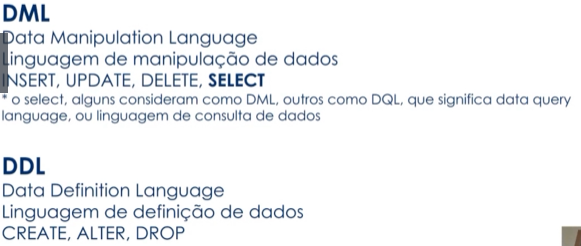 DML
Data Manipulation Language
Linguagem de manipulação de dados
INSERT, UPDATE, DELETE, SELECT
* o select, alguns consideram como DML, outros como DQL, que significa data query
language, ou linguagem de consulta de dados
DDL
Data Definition Language
Linguagem de definição de dados
CREATE, ALTER, DROP